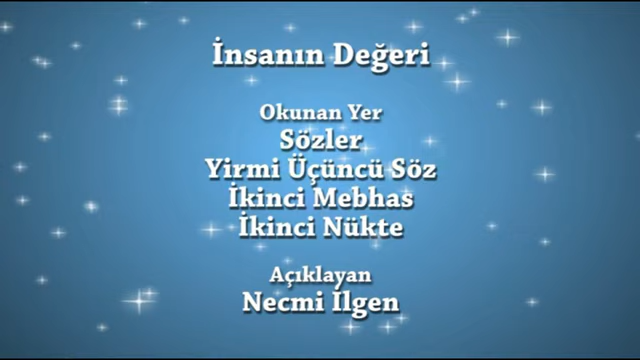 İnsanın Değeri
Okunan Yer
Sözler
Yirmi Üçüncü Söz
İkinci Mebhas
İkinci Nükte
Açıklayan
Necmi İlgen